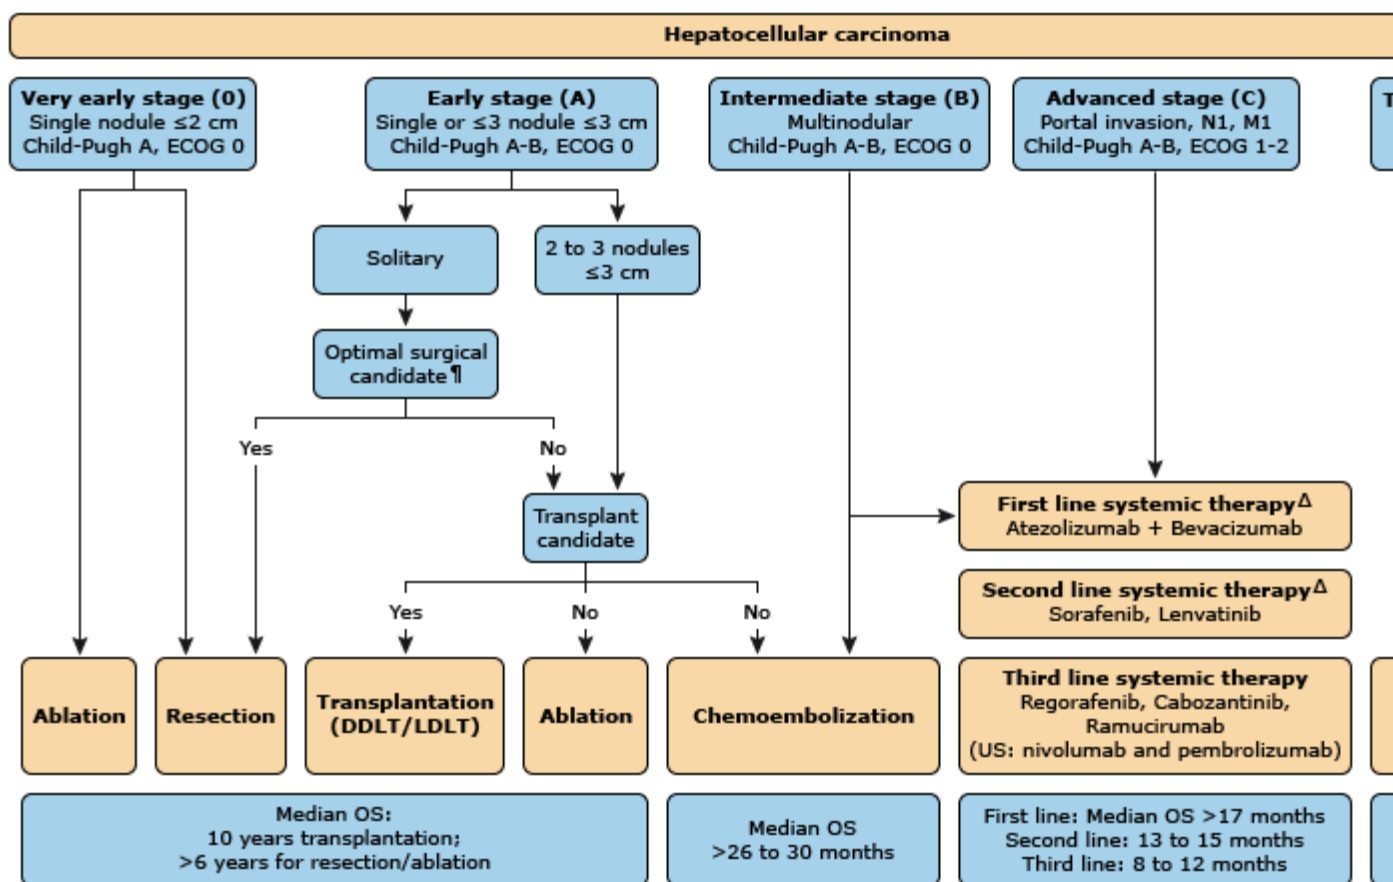 Hepatocellular carcinoma
Very early stage (0)
Single nodule ≤2 cm
Child-Pugh A, ECOG 0
Early stage (A)
Single or ≤3 nodule ≤3 cm
Child-Pugh A-B, ECOG 0
Intermediate stage (B)
Multinodular
Child-Pugh A-B, ECOG 0
Advanced stage (C)
Portal invasion, N1, M1
Child-Pugh A-B, ECOG 1-2
Solitary
2 to 3 nodules
≤3 cm
Optimal surgical
candidate¶
Yes
No
Transplant
candidate
Yes
No
No
First line systemic therapyΔ
Atezolizumab + Bevacizumab
Second line systemic therapyΔ
Sorafenib, Lenvatinib
Ablation
Resection
Transplantation
(DDLT/LDLT)
Ablation
Chemoembolization
Third line systemic therapy
Regorafenib, Cabozantinib,
Ramucirumab
(US: nivolumab and pembrolizumab)
Median OS:
10 years transplantation;
>6 years for resection/ablation
Median OS
>26 to 30 months
First line: Median OS >17 months
Second line: 13 to 15 months
Third line: 8 to 12 months